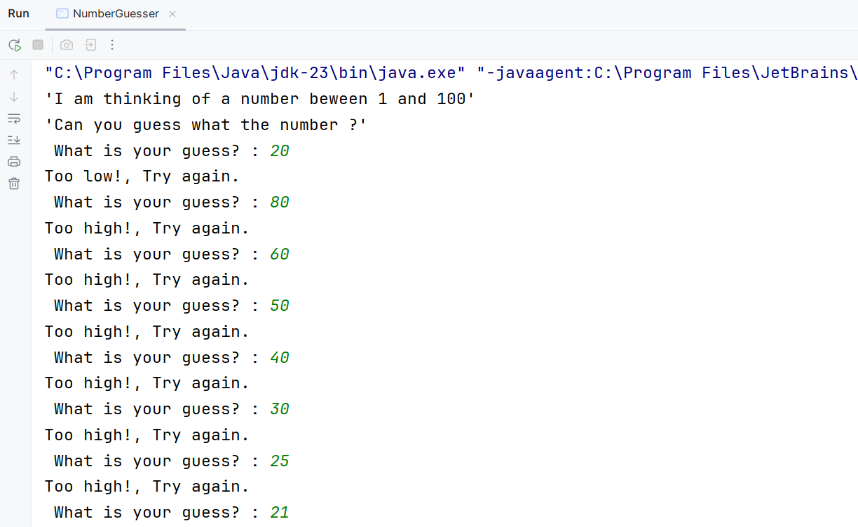 Run NumberGuesser
"C:\Program Files\Java\jdk-23\bin\java.exe" "-javaagent:C:\Program Files\JetBrains\
'I am thinking of a number beween 1 and 100'
'Can you guess what the number ?'
What is your guess? : 20
Too low!, Try again.
What is your guess? : 80
Too high!, Try again.
What is your guess? : 60
Too high!, Try again.
What is your guess? : 50
Too high!, Try again.
What is your guess? : 40
Too high!, Try again.
What is your guess? : 30
Too high!, Try again.
What is your guess? : 25
Too high!, Try again.
What is your guess? : 21